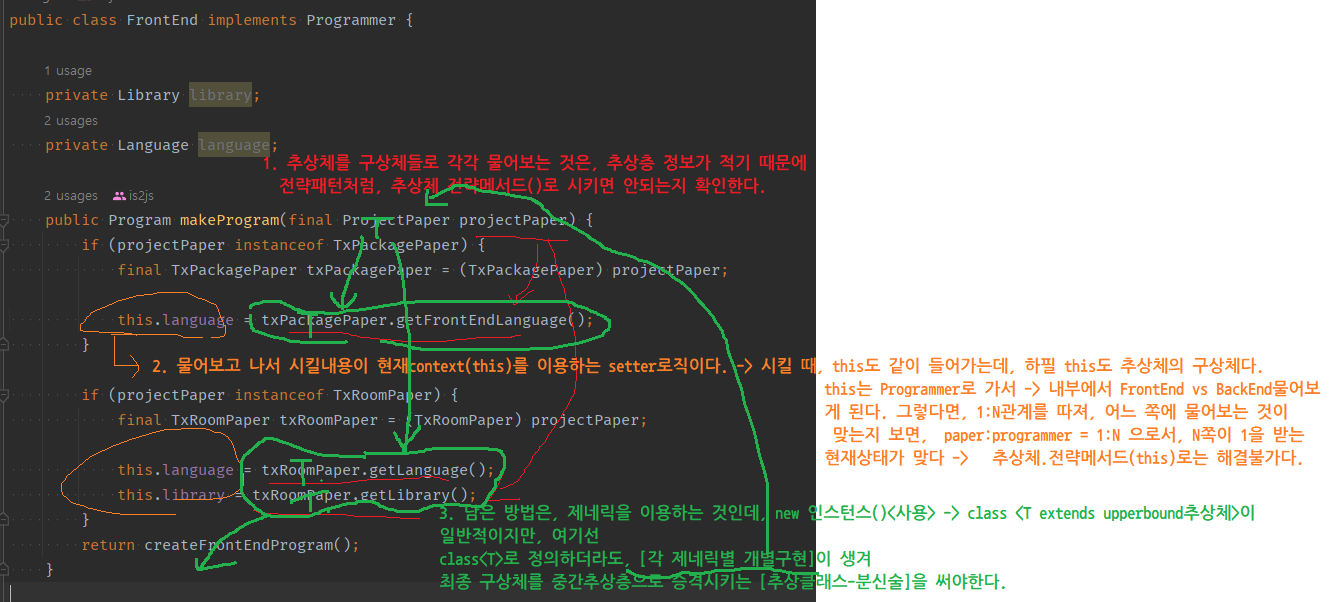 public class FrontEnd implements Programmer {
1 usage
private Library library;
2 usages
private Language language;
1. 추상체를 구상체들로 각각 물어보는 것은, 추상층 정보가 적기 때문에
전략패턴처럼, 추상체 전략메서드()로 시키면 안되는지 확인한다.
2 usages is2js
public Program makeProgram(final ProjectPaper projectPaper) {
T
if (projectPaper instanceof TxPackagePaper) {
final TxPackagePaper txPackagePaper = (TxPackagePaper) projectPaper;
this.language = txPackagePaper.getFrontEndLanguage();
T
}
2. 물어보고 나서 시킬내용이 현재context(this)를 이용하는 setter로직이다. -> 시킬 때, this도 같이 들어가는데, 하필 this도 추상체의 구상체다.
this는 Programmer로 가서 -> 내부에서 FrontEnd vs BackEnd물어보
게 된다. 그렇다면, 1:N관계를 따져, 어느 쪽에 물어보는 것이
맞는지 보면, paper:programmer = 1:N 으로서, N쪽이 1을 받는
현재상태가 맞다 -> 추상체.전략메서드(this)로는 해결불가다.
if (projectPaper instanceof TxRoomPaper) {
final TxRoomPaper txRoomPaper = (TxRoomPaper) projectPaper;
this.language = txRoomPaper.getLanguage();
T
this.library = txRoomPaper.getLibrary();
T
}
3. 남은 방법은, 제네릭을 이용하는 것인데, new 인스턴스()<사용> -> class <T extends upperbound추상체>이
일반적이지만, 여기선
class<T>로 정의하더라도, [각 제네릭별 개별구현]이 생겨
최종 구상체를 중간추상층으로 승격시키는 [추상클래스-분신술]을 써야한다.
return createFrontEndProgram();
}